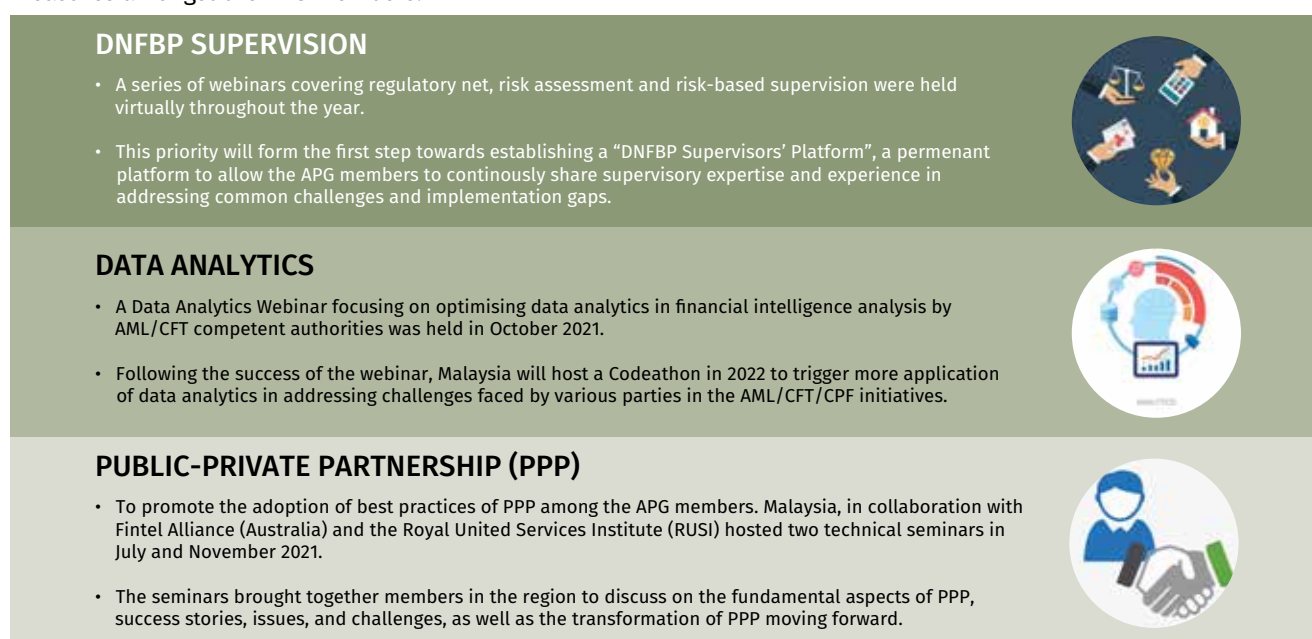 DNFBP SUPERVISION
• A series of webinars covering regulatory net, risk assessment and risk-based supervision were held
virtually throughout the year.
• This priority will form the first step towards establishing a “DNFBP Supervisors’ Platform”, a permenant
platform to allow the APG members to continously share supervisory expertise and experience in
addressing common challenges and implementation gaps.
DATA ANALYTICS
• A Data Analytics Webinar focusing on optimising data analytics in financial intelligence analysis by
AML/CFT competent authorities was held in October 2021.
• Following the success of the webinar, Malaysia will host a Codeathon in 2022 to trigger more application
of data analytics in addressing challenges faced by various parties in the AML/CFT/CPF initiatives.
PUBLIC-PRIVATE PARTNERSHIP (PPP)
• To promote the adoption of best practices of PPP among the APG members. Malaysia, in collaboration with
Fintel Alliance (Australia) and the Royal United Services Institute (RUSI) hosted two technical seminars in
July and November 2021.
• The seminars brought together members in the region to discuss on the fundamental aspects of PPP,
success stories, issues, and challenges, as well as the transformation of PPP moving forward.